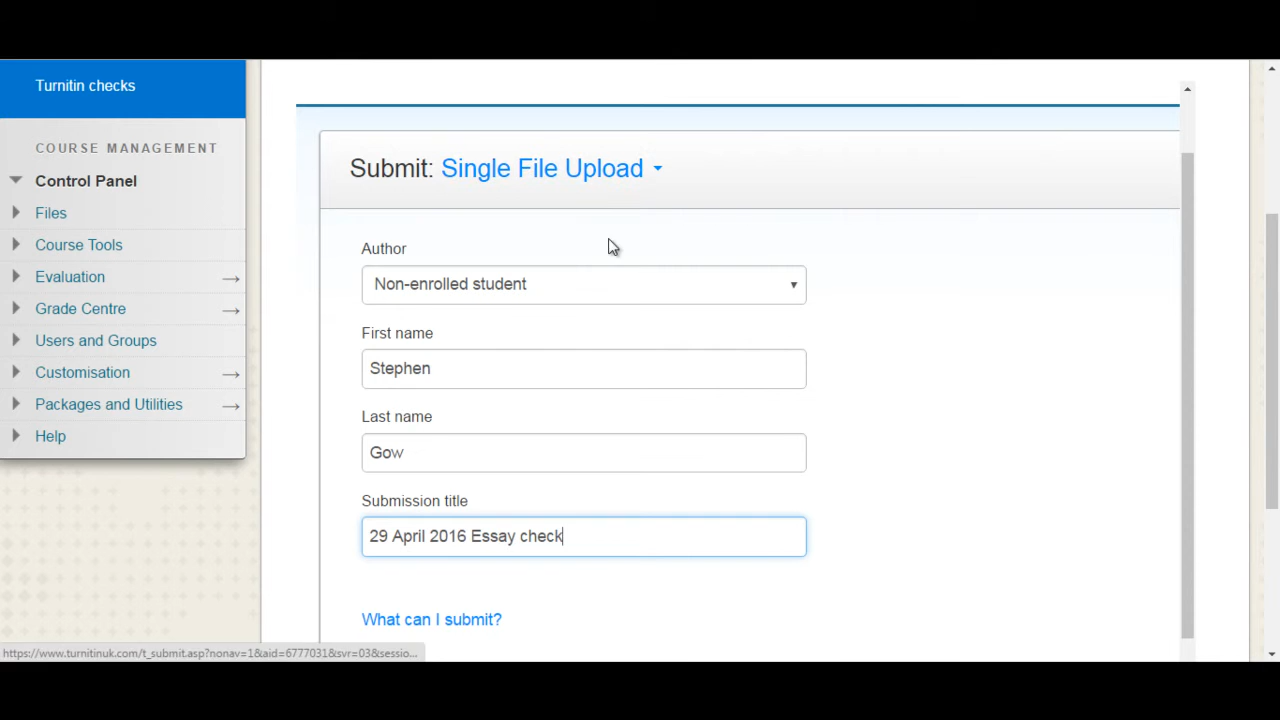 Turnitin checks
COURSE MANAGEMENT
Control Panel
Files
Course Tools
Evaluation
Grade Centre
Users and Groups
Customisation
Packages and Utilities
Help
Submit: Single File Upload
Author
Non-enrolled student
First name
Stephen
Last name
Gow
Submission title
29 April 2016 Essay check
What can I submit?
https://www.turnitinuk.com/t_submit.asp?nonav=1&aid=6777031&svr=03&sessio...